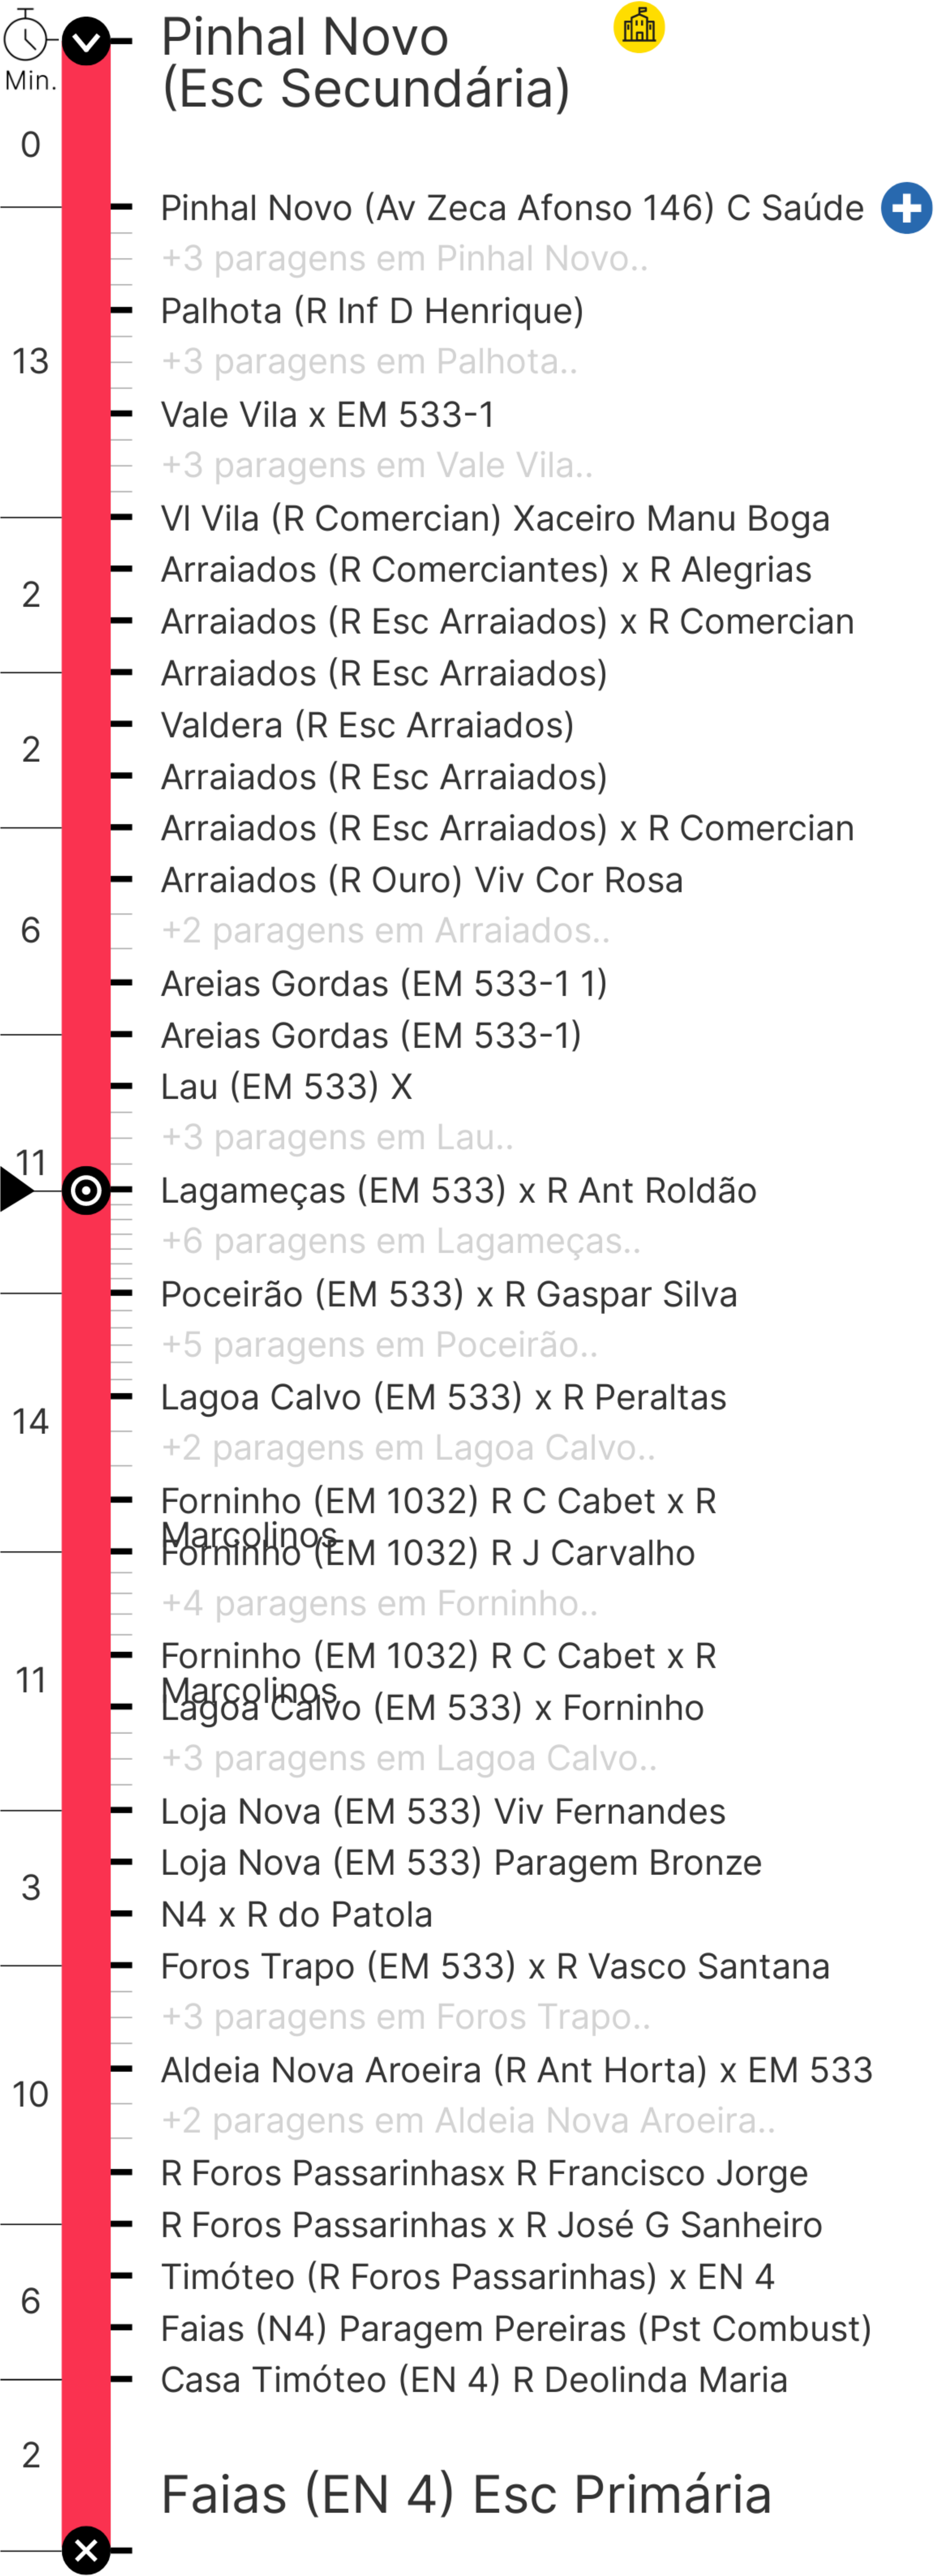 Min.
Pinhal Novo
(Esc Secundária)
0
Pinhal Novo (Av Zeca Afonso 146) C Saúde
+3 paragens em Pinhal Novo..
Palhota (R Inf D Henrique)
13
+3 paragens em Palhota..
Vale Vila x EM 533-1
+3 paragens em Vale Vila..
Vl Vila (R Comercian) Xaceiro Manu Boga
Arraiados (R Comerciantes) x R Alegrias
2
Arraiados (R Esc Arraiados) x R Comercian
Arraiados (R Esc Arraiados)
Valdera (R Esc Arraiados)
2
Arraiados (R Esc Arraiados)
Arraiados (R Esc Arraiados) x R Comercian
Arraiados (R Ouro) Viv Cor Rosa
6
+2 paragens em Arraiados..
Areias Gordas (EM 533-1 1)
Areias Gordas (EM 533-1)
Lau (EM 533) X
+3 paragens em Lau..
11
Lagameças (EM 533) x R Ant Roldão
+6 paragens em Lagameças..
Poceirão (EM 533) x R Gaspar Silva
+5 paragens em Poceirão..
Lagoa Calvo (EM 533) x R Peraltas
14
+2 paragens em Lagoa Calvo..
Forninho (EM 1032) R C Cabet x R
Marcolinos
Forninho (EM 1032) R J Carvalho
+4 paragens em Forninho..
Forninho (EM 1032) R C Cabet x R
11
Marcolinos
Lagoa Calvo (EM 533) x Forninho
+3 paragens em Lagoa Calvo..
Loja Nova (EM 533) Viv Fernandes
Loja Nova (EM 533) Paragem Bronze
3
N4 x R do Patola
Foros Trapo (EM 533) x R Vasco Santana
+3 paragens em Foros Trapo..
Aldeia Nova Aroeira (R Ant Horta) x EM 533
10
+2 paragens em Aldeia Nova Aroeira..
R Foros Passarinhasx R Francisco Jorge
R Foros Passarinhas x R José G Sanheiro
Timóteo (R Foros Passarinhas) x EN 4
6
Faias (N4) Paragem Pereiras (Pst Combust)
Casa Timóteo (EN 4) R Deolinda Maria
2
Faias (EN 4) Esc Primária